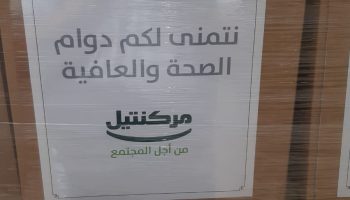 نتمنى لكم دوام
الصحة والعافية
مركنتيل
من أجل المجتمع